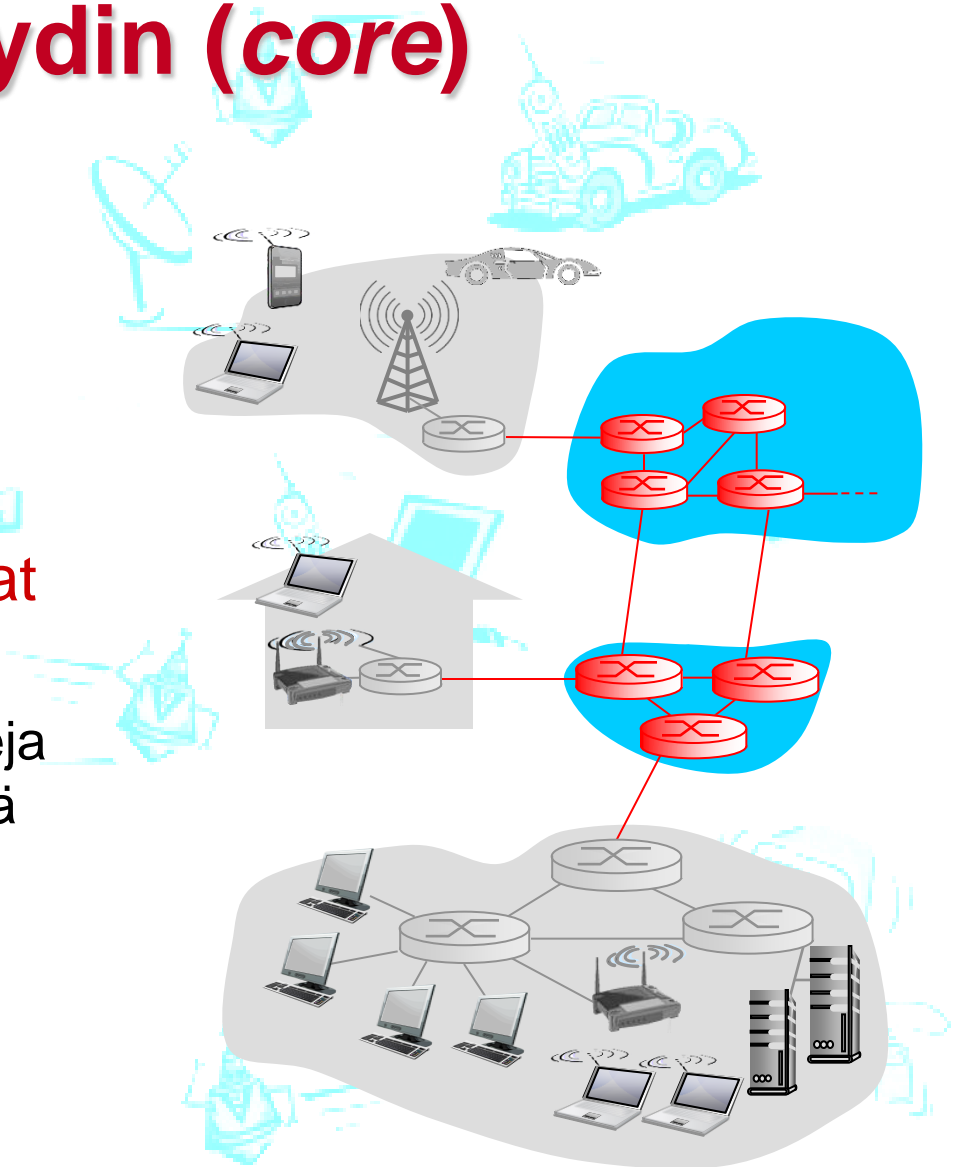 ydin (core)
at
eja
ä